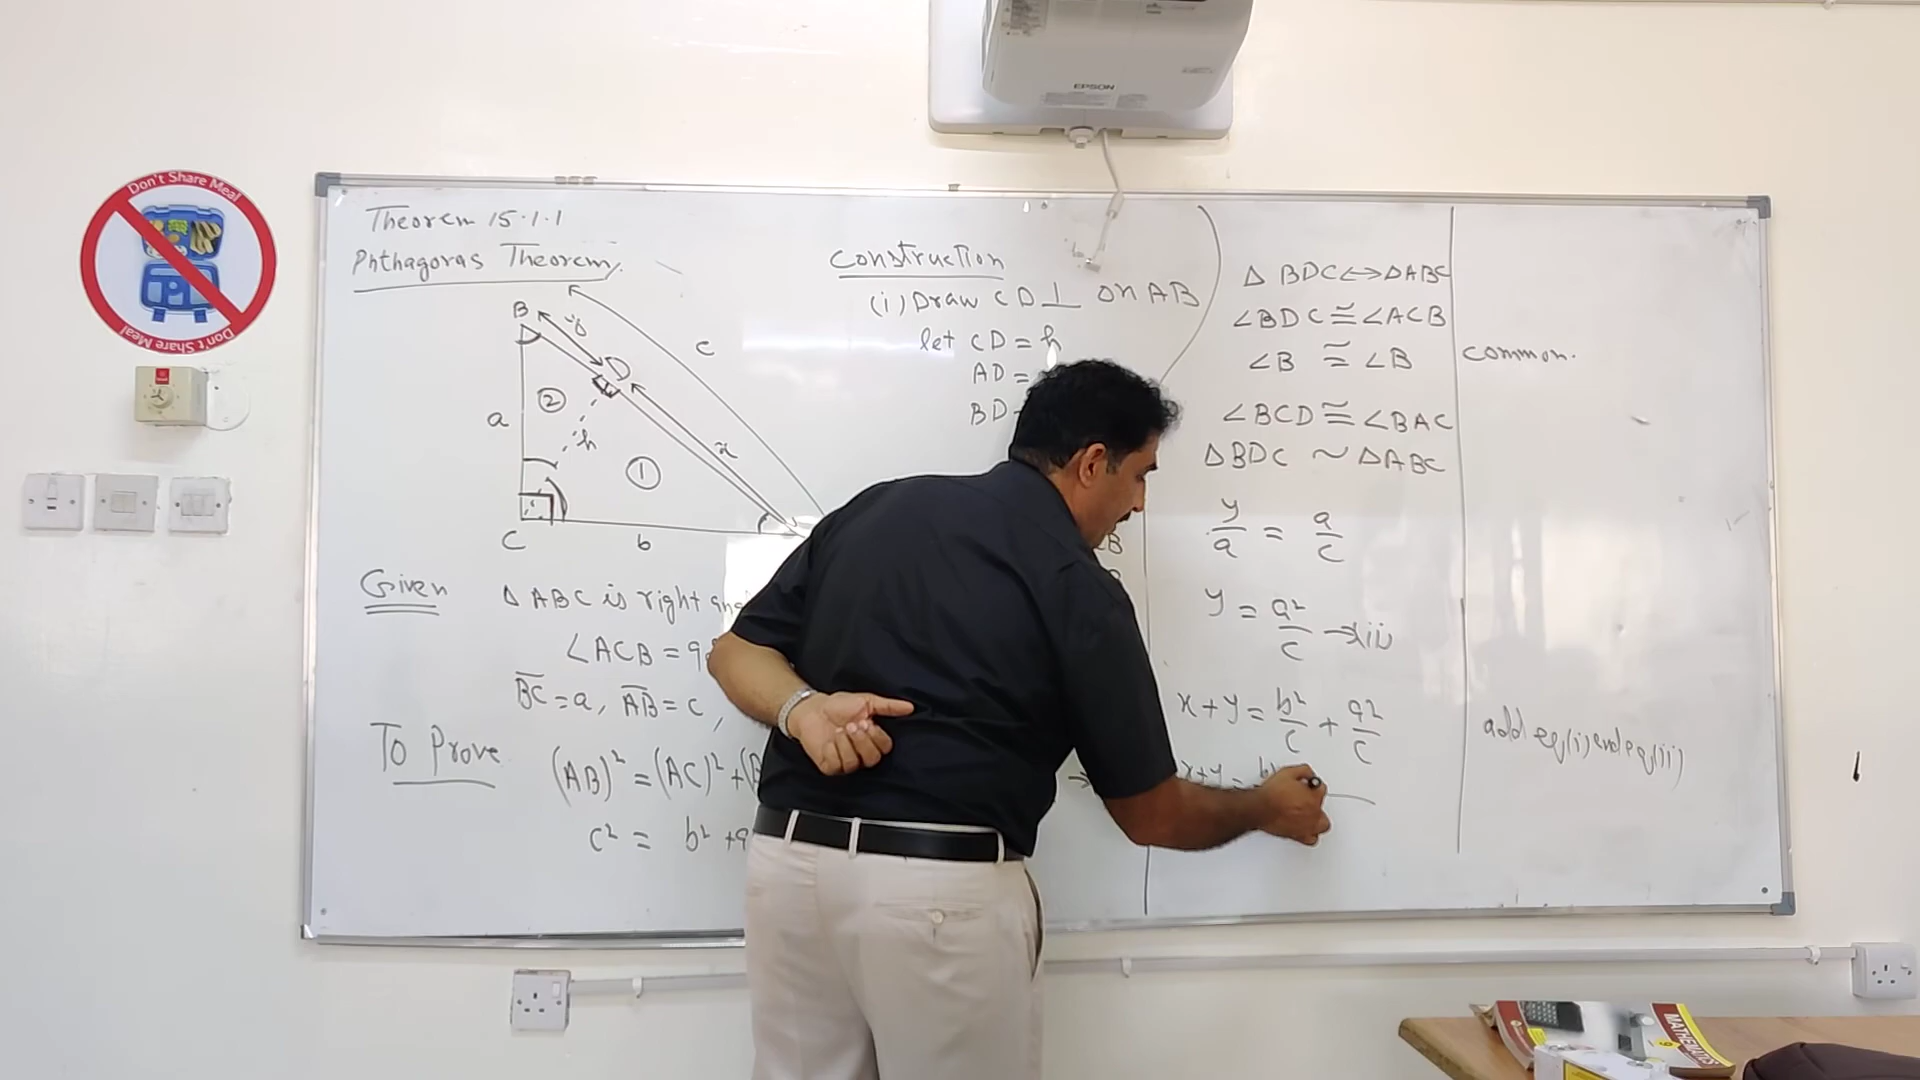 EPSON
Don't Share Meal
Don't Share Meal
Theorem 15.1.1
Phthagoras Theorem.
B
y
D
c
a
②
h
x
①
C
b
Given
△ABC is right
∠ACB = 9
BC = a, AB = c,
To Prove
(AB)² = (AC)² + (B
c² = b² + a
Construction
(i) Draw CD⊥ on AB
let CD = h
AD =
BD
CB
△BDC↔△ABC
∠BDC≅∠ACB
∠B ≅ ∠B common.
∠BCD≅∠BAC
△BDC ~ △ABC
y/a = a/c
y = a²/c →(ii)
x+y = b²/c + a²/c add eq(i) and eq(ii)
x+y =
MATHEMATICS
9